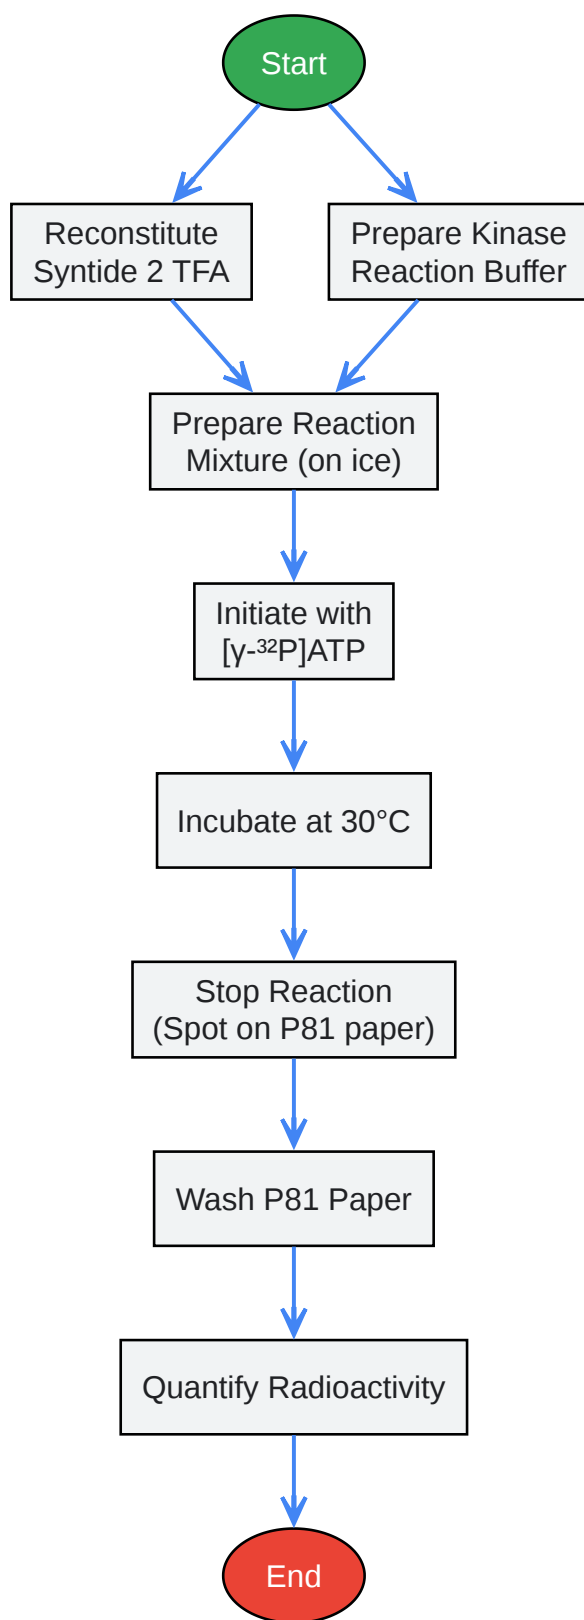 Start
Reconstitute
Syntide 2 TFA
Prepare Kinase
Reaction Buffer
Prepare Reaction
Mixture (on ice)
Initiate with
[γ-³²P]ATP
Incubate at 30°C
Stop Reaction
(Spot on P81 paper)
Wash P81 Paper
Quantify Radioactivity
End